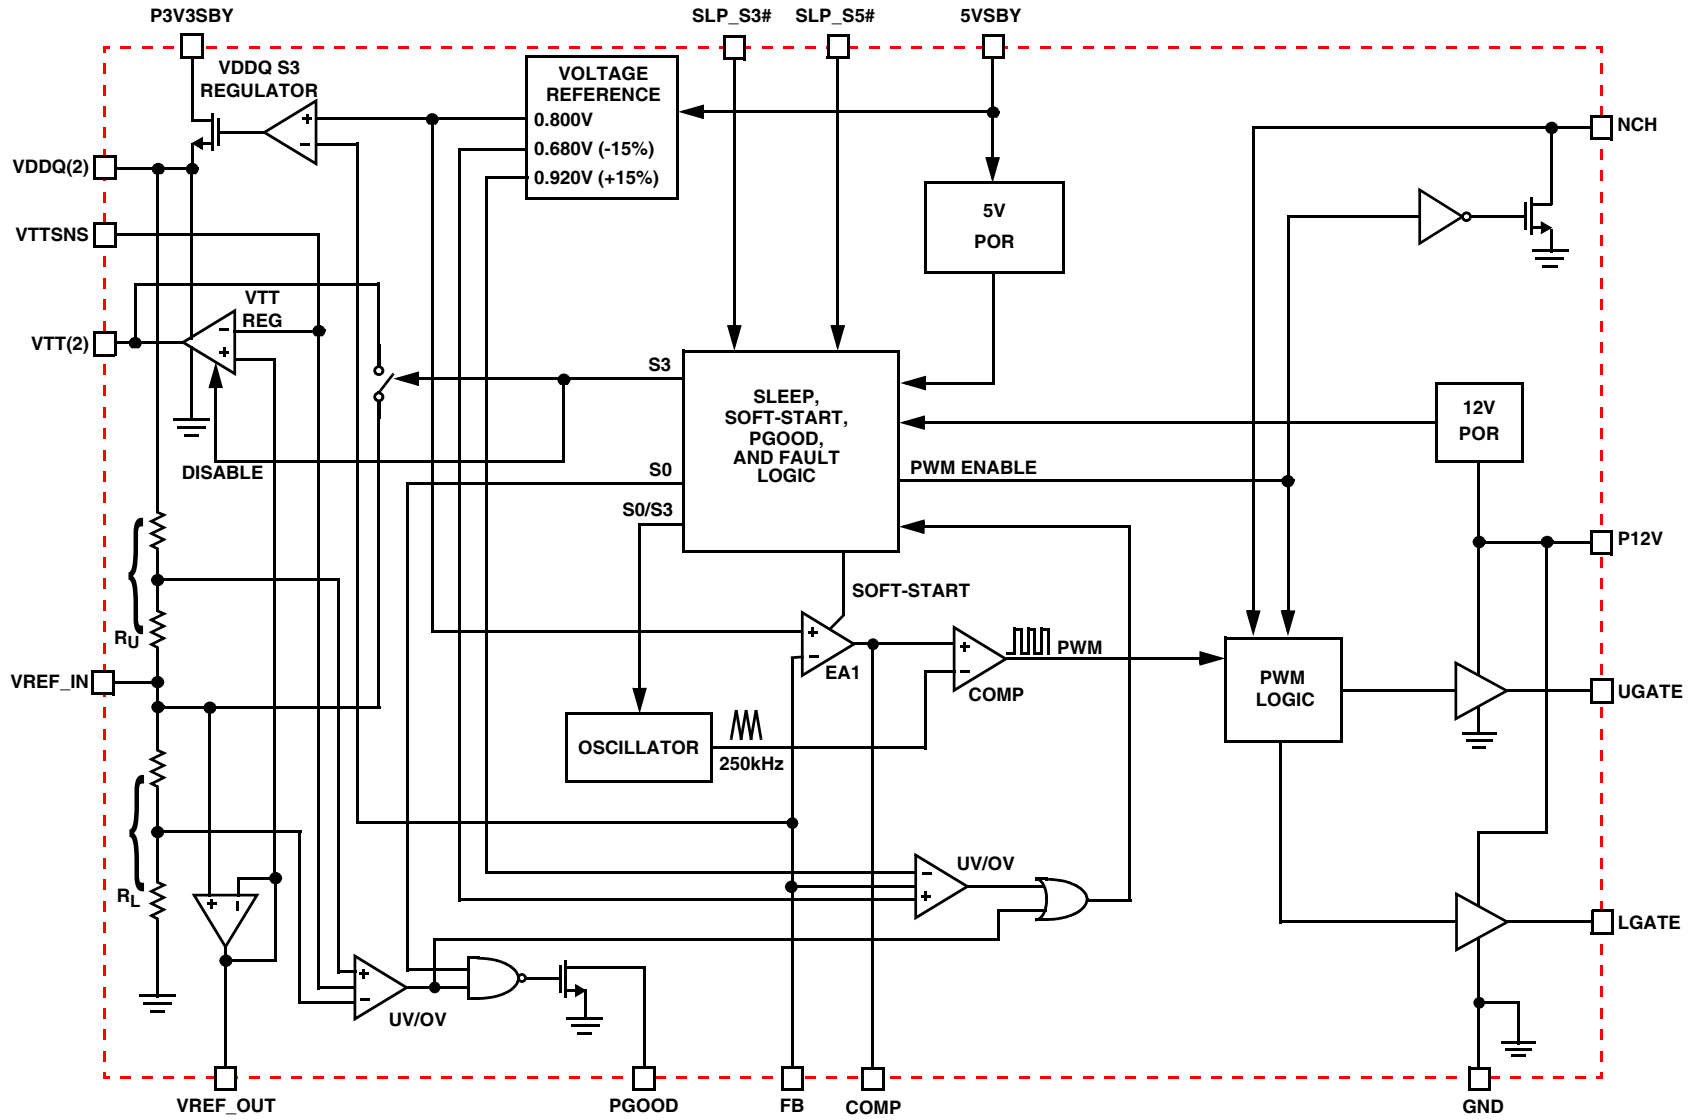 P3V3SBY
SLP_S3#
SLP_S5#
5VSBY
VDDQ S3
REGULATOR
+
−
VOLTAGE
REFERENCE
0.800V
0.680V (-15%)
0.920V (+15%)
NCH
VDDQ(2)
5V
POR
VTTSNS
VTT
REG
−
+
VTT(2)
S3
SLEEP,
SOFT-START,
PGOOD,
AND FAULT
LOGIC
12V
POR
DISABLE
S0
PWM ENABLE
S0/S3
P12V
SOFT-START
RU
+
−
EA1
+
−
COMP
PWM
VREF_IN
PWM
LOGIC
UGATE
OSCILLATOR
250kHz
UV/OV
−
+
RL
+
−
LGATE
+
−
UV/OV
VREF_OUT
PGOOD
FB
COMP
GND